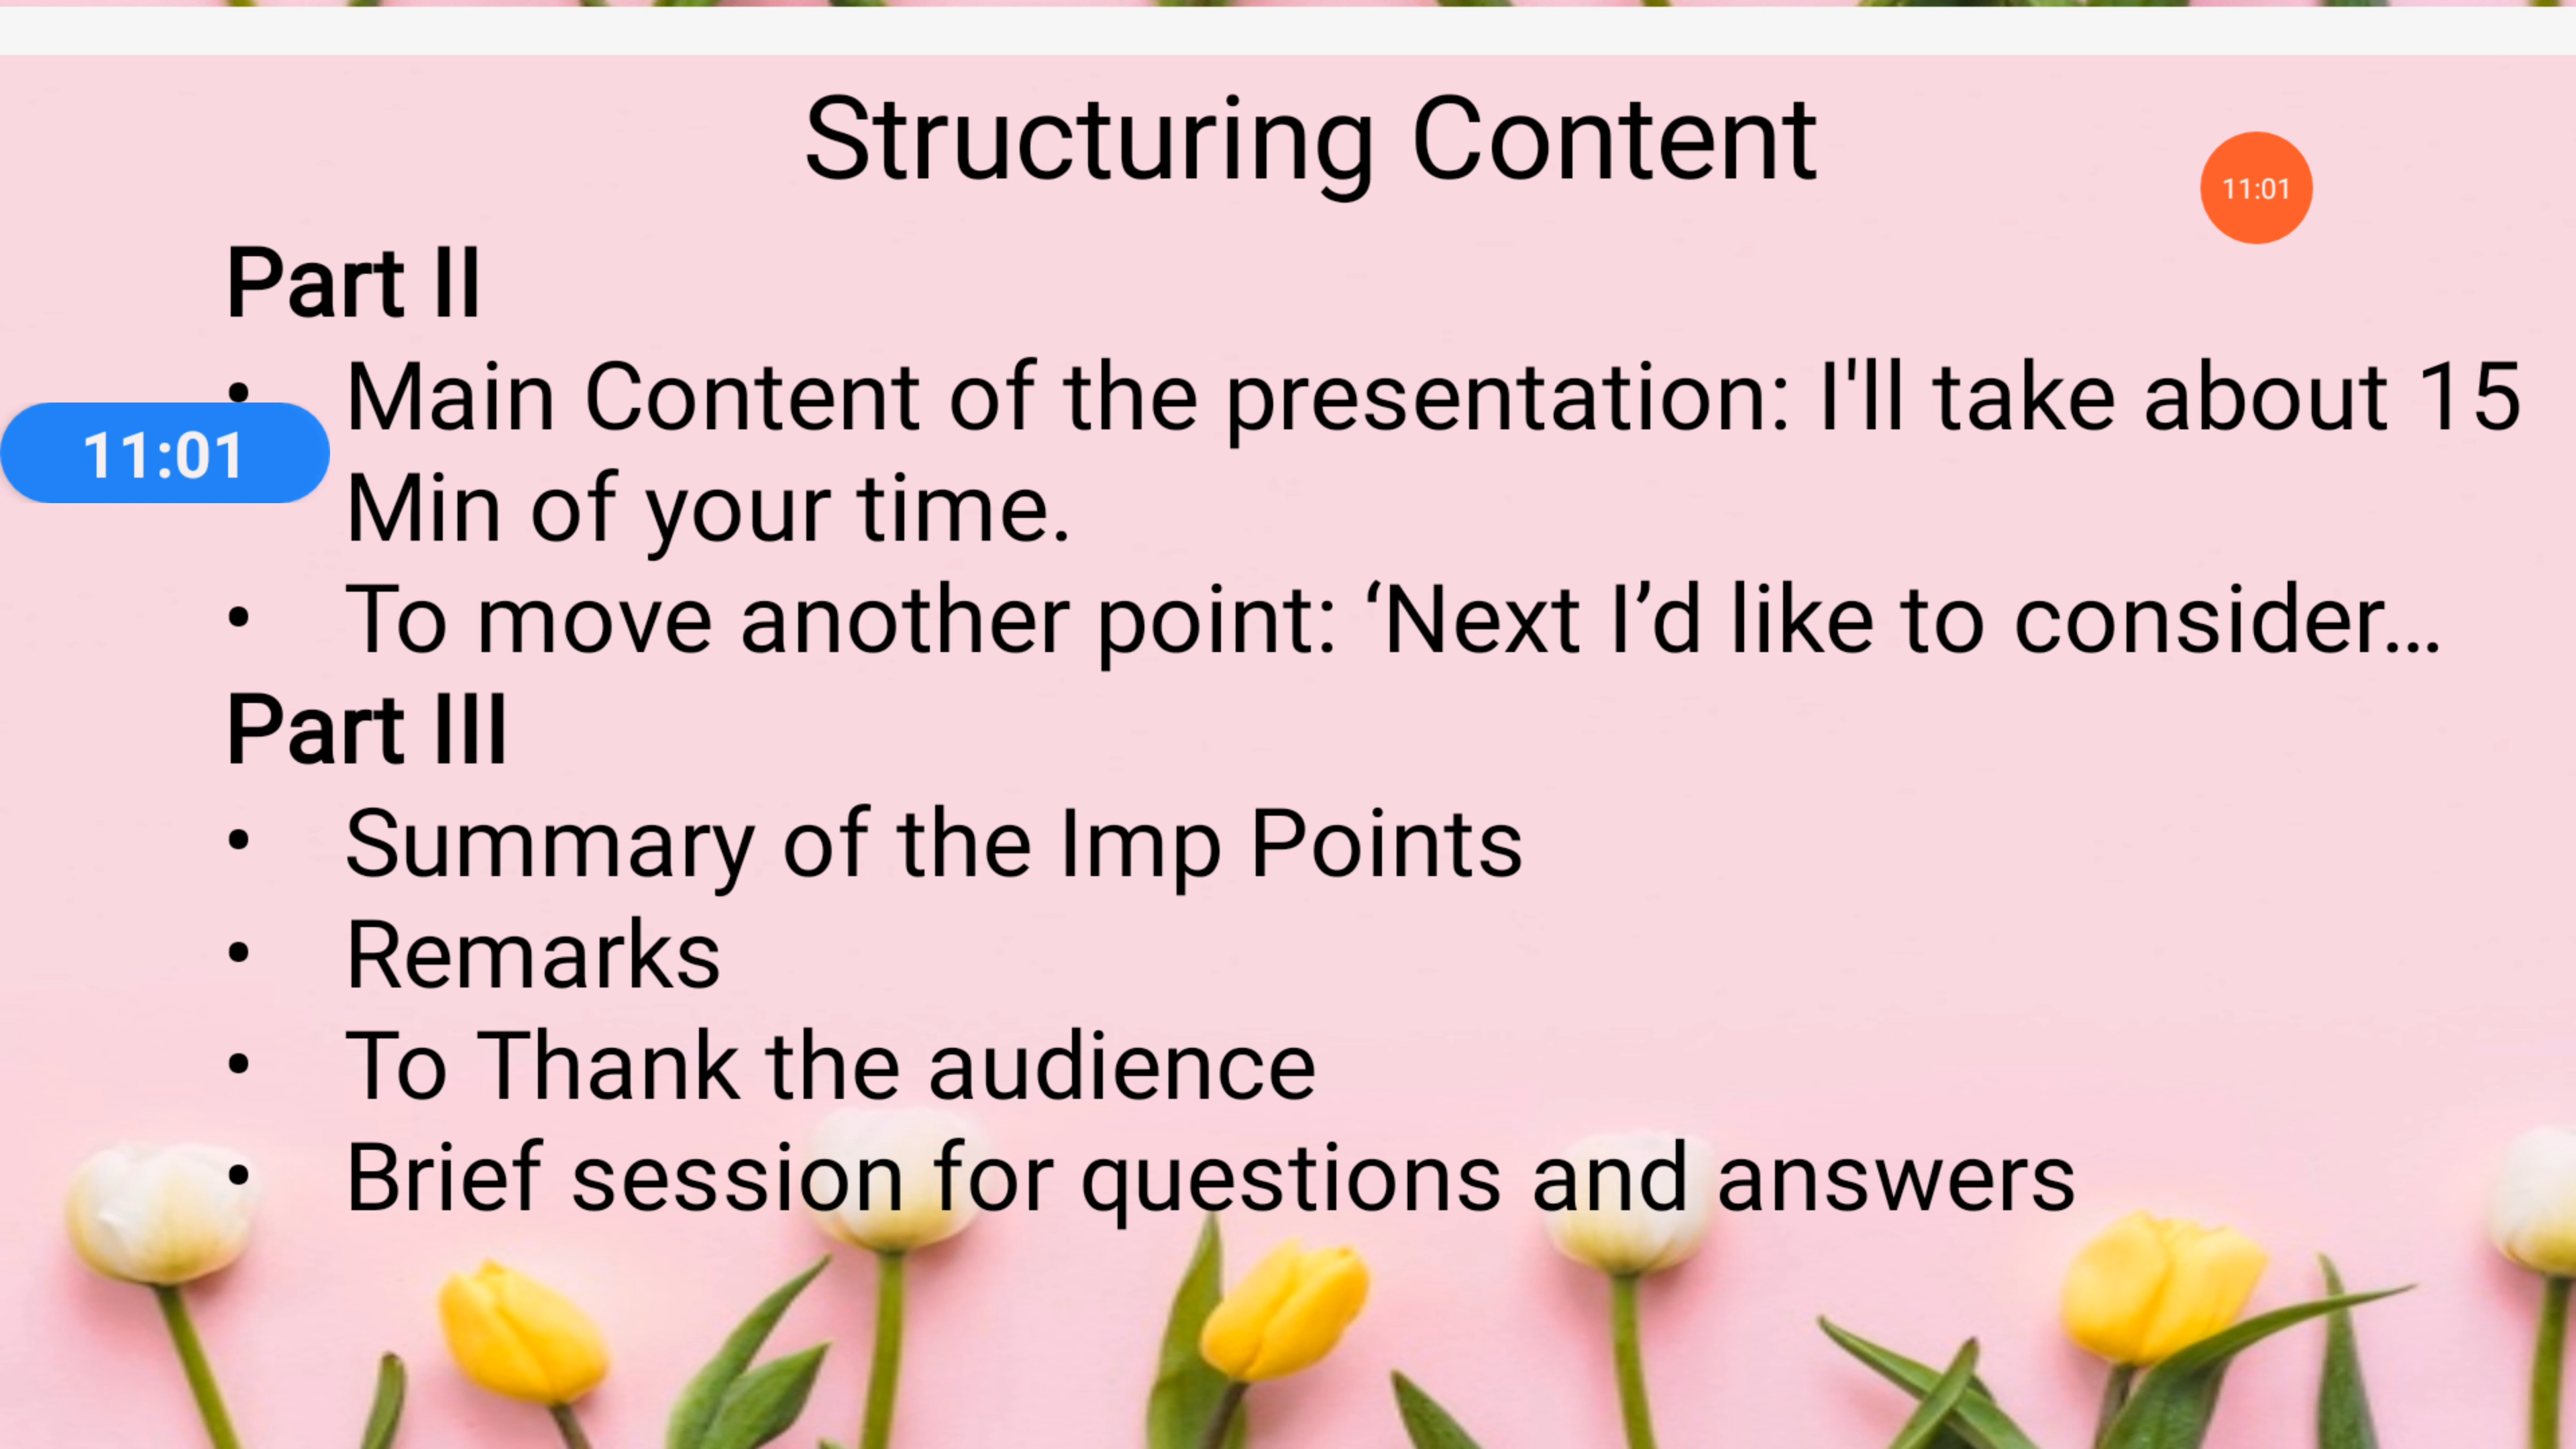 Structuring Content
11:01
Part II
• Main Content of the presentation: I'll take about 15
11:01
Min of your time.
• To move another point: ‘Next I’d like to consider...
Part III
• Summary of the Imp Points
• Remarks
• To Thank the audience
• Brief session for questions and answers